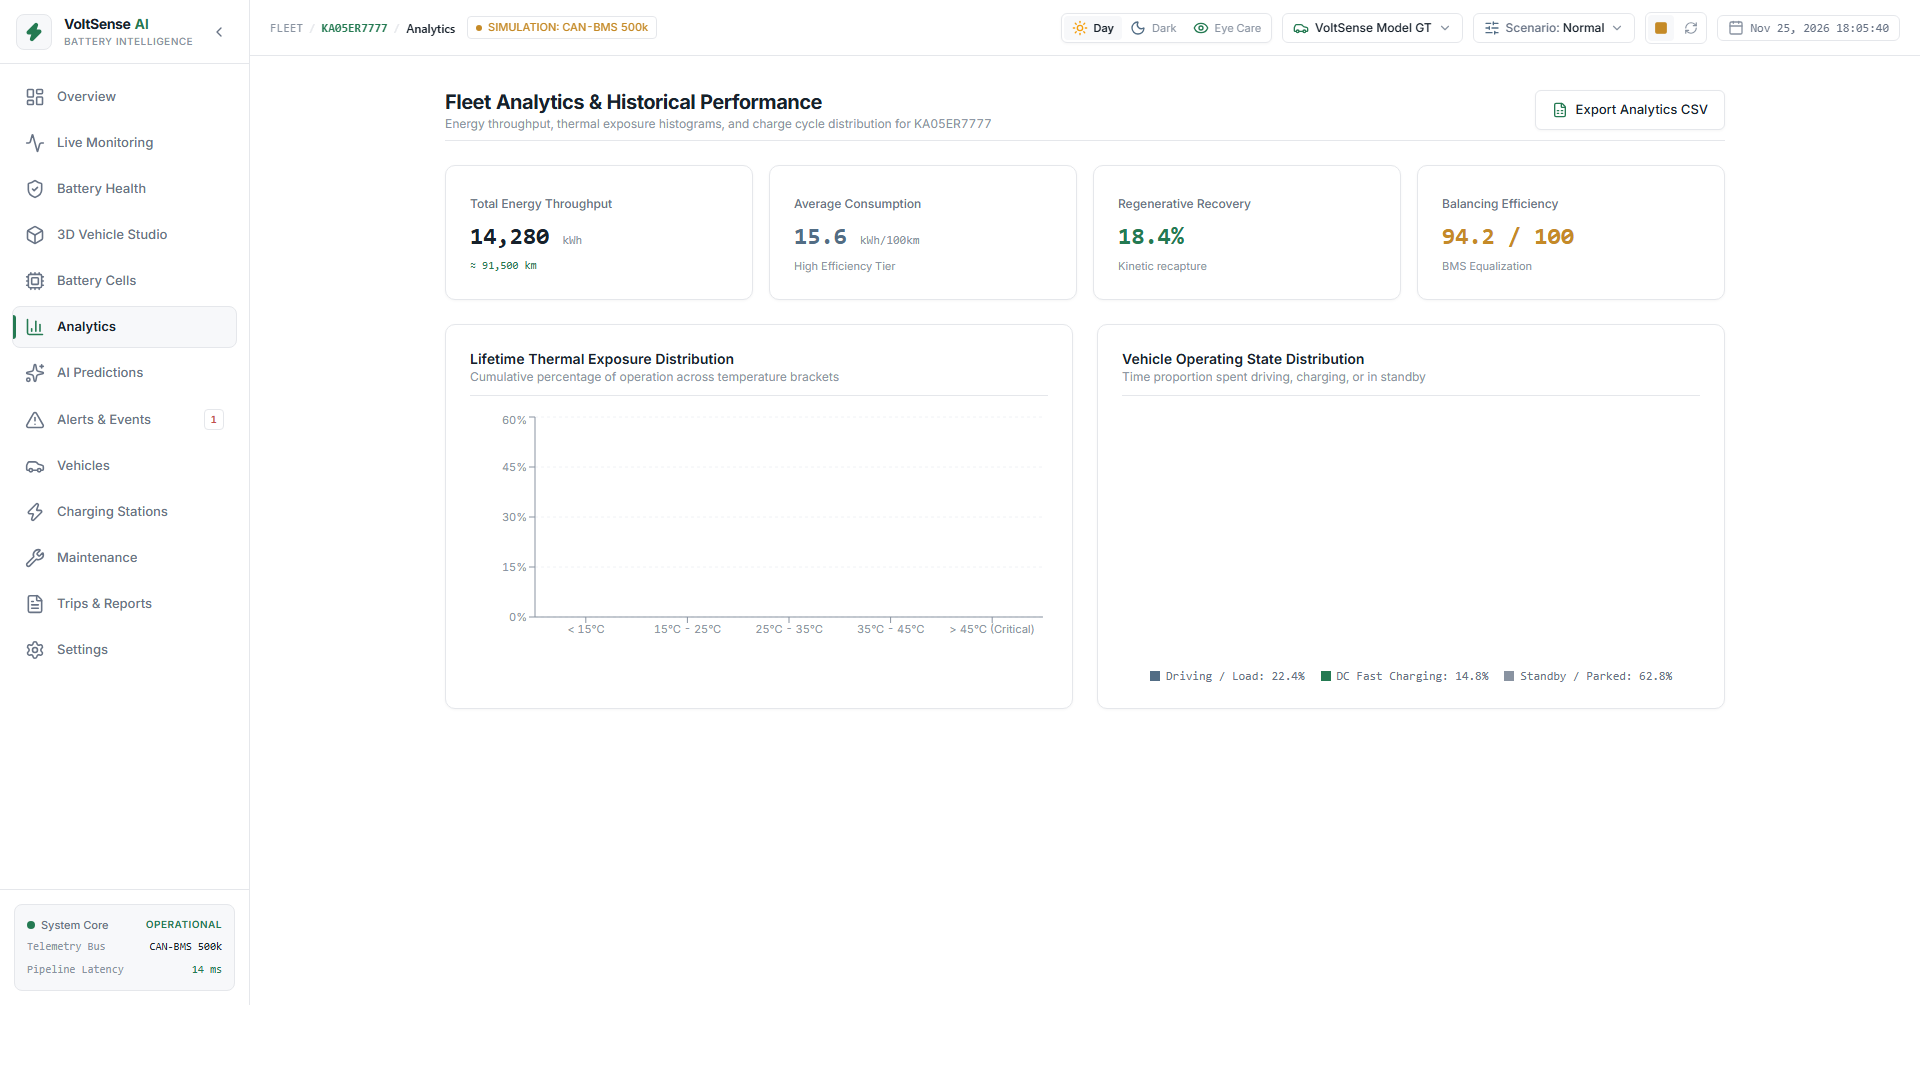 VoltSense AI
BATTERY INTELLIGENCE
Overview
Live Monitoring
Battery Health
3D Vehicle Studio
Battery Cells
Analytics
AI Predictions
Alerts & Events 1
Vehicles
Charging Stations
Maintenance
Trips & Reports
Settings
System Core OPERATIONAL
Telemetry Bus CAN-BMS 500k
Pipeline Latency 14 ms
FLEET / KA05ER7777 / Analytics SIMULATION: CAN-BMS 500k Day Dark Eye Care VoltSense Model GT Scenario: Normal Nov 25, 2026 18:05:40
Fleet Analytics & Historical Performance
Energy throughput, thermal exposure histograms, and charge cycle distribution for KA05ER7777
Export Analytics CSV
Total Energy Throughput
14,280 kWh
≈ 91,500 km
Average Consumption
15.6 kWh/100km
High Efficiency Tier
Regenerative Recovery
18.4%
Kinetic recapture
Balancing Efficiency
94.2 / 100
BMS Equalization
Lifetime Thermal Exposure Distribution
Cumulative percentage of operation across temperature brackets
60%
45%
30%
15%
0%
< 15°C 15°C - 25°C 25°C - 35°C 35°C - 45°C > 45°C (Critical)
Vehicle Operating State Distribution
Time proportion spent driving, charging, or in standby
Driving / Load: 22.4% DC Fast Charging: 14.8% Standby / Parked: 62.8%